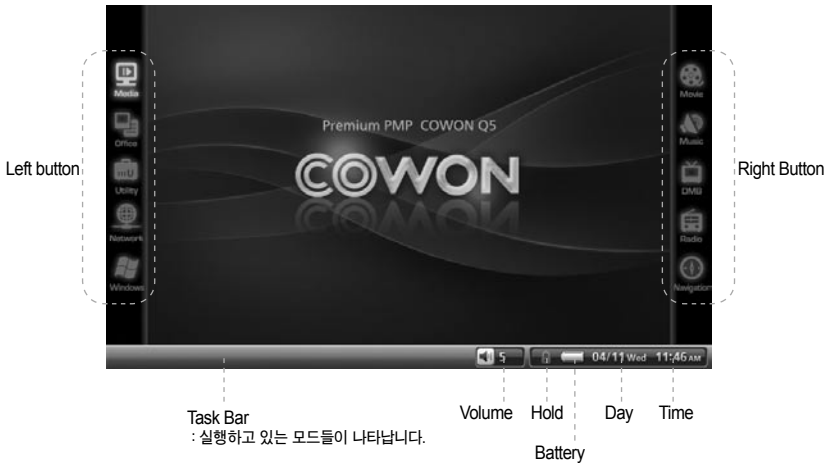 Media
Office
Utility
Network
Windows
Left button
Premium PMP COWON Q5
COWON
Movie
Music
DMB
Radio
Navigation
Right Button
5
04/11 Wed 11:46 AM
Task Bar
: 실행하고 있는 모드들이 나타납니다.
Volume
Hold
Day
Time
Battery